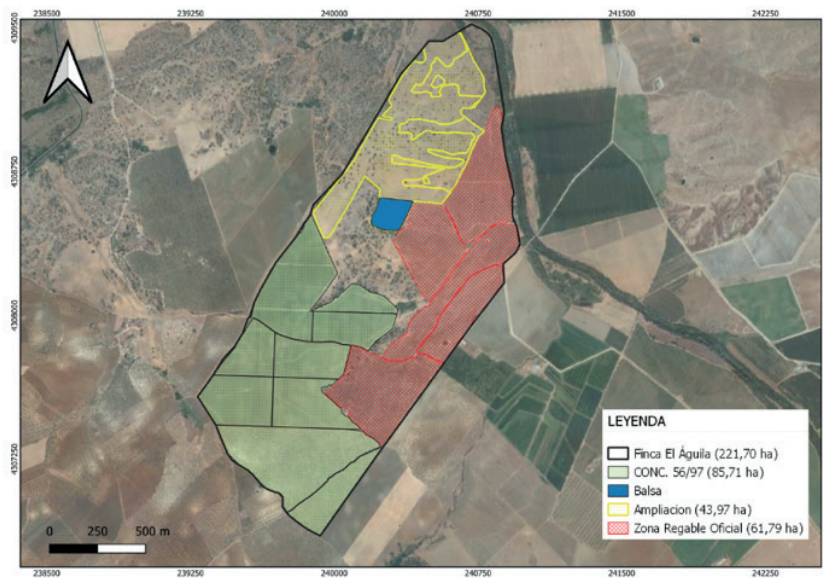 238500 239250 240000 240750 241500 242250
4309500
4308750
4308000
4307250
LEYENDA
Finca El Águila (221,70 ha)
CONC. 56/97 (85,71 ha)
Balsa
Ampliacion (43,97 ha)
Zona Regable Oficial (61,79 ha)
0 250 500 m
238500 239250 240000 240750 241500 242250